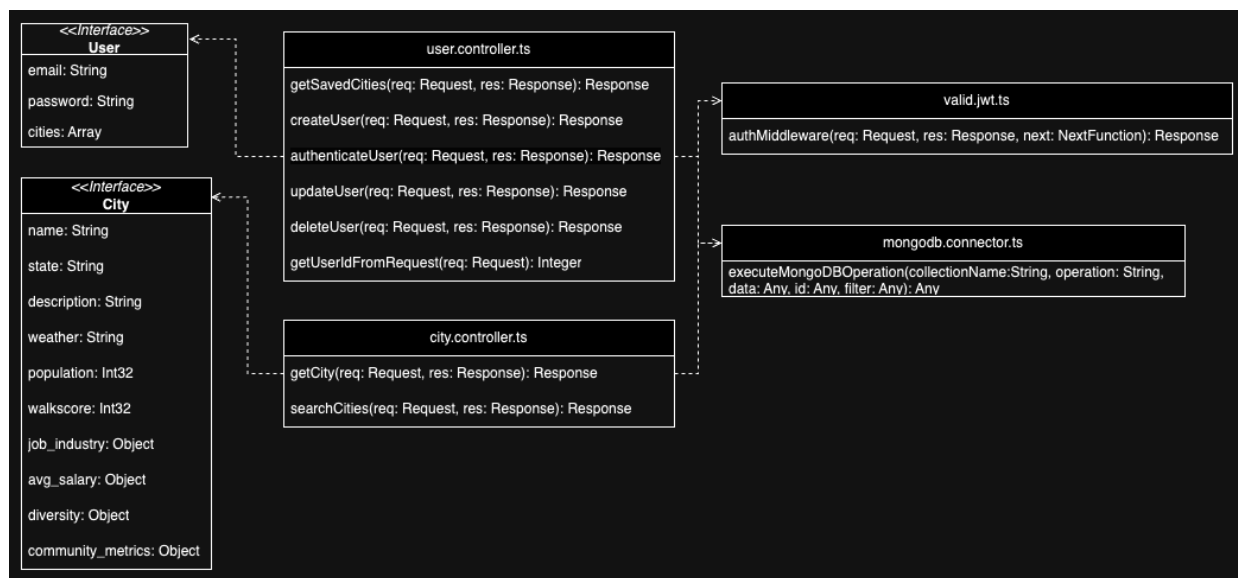 <<Interface>>
User
email: String
password: String
cities: Array
<<Interface>>
City
name: String
state: String
description: String
weather: String
population: Int32
walkscore: Int32
job_industry: Object
avg_salary: Object
diversity: Object
community_metrics: Object
user.controller.ts
getSavedCities(req: Request, res: Response): Response
createUser(req: Request, res: Response): Response
authenticateUser(req: Request, res: Response): Response
updateUser(req: Request, res: Response): Response
deleteUser(req: Request, res: Response): Response
getUserIdFromRequest(req: Request): Integer
city.controller.ts
getCity(req: Request, res: Response): Response
searchCities(req: Request, res: Response): Response
valid.jwt.ts
authMiddleware(req: Request, res: Response, next: NextFunction): Response
mongodb.connector.ts
executeMongoDBOperation(collectionName:String, operation: String,
data: Any, id: Any, filter: Any): Any